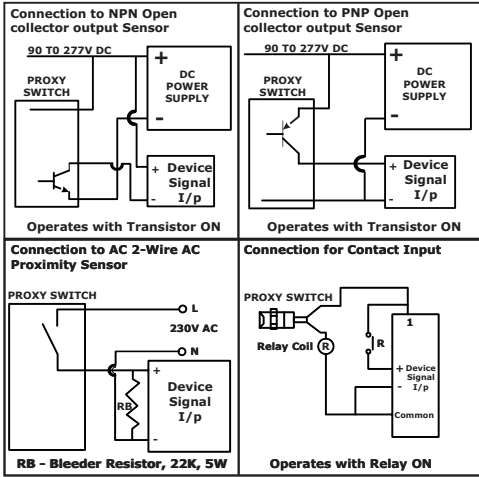 Connection to NPN Open
collector output Sensor
90 T0 277V DC
+
DC
POWER
SUPPLY
-
PROXY
SWITCH
+ Device
Signal
- I/p
Operates with Transistor ON
Connection to PNP Open
collector output Sensor
90 T0 277V DC
+
DC
POWER
SUPPLY
-
PROXY
SWITCH
+ Device
Signal
- I/p
Operates with Transistor ON
Connection to AC 2-Wire AC
Proximity Sensor
PROXY SWITCH
L
230V AC
N
+
Device
Signal
I/p
-
RB
RB - Bleeder Resistor, 22K, 5W
Connection for Contact Input
PROXY SWITCH
1
Relay Coil R
R
+ Device
Signal
- I/p
Common
Operates with Relay ON